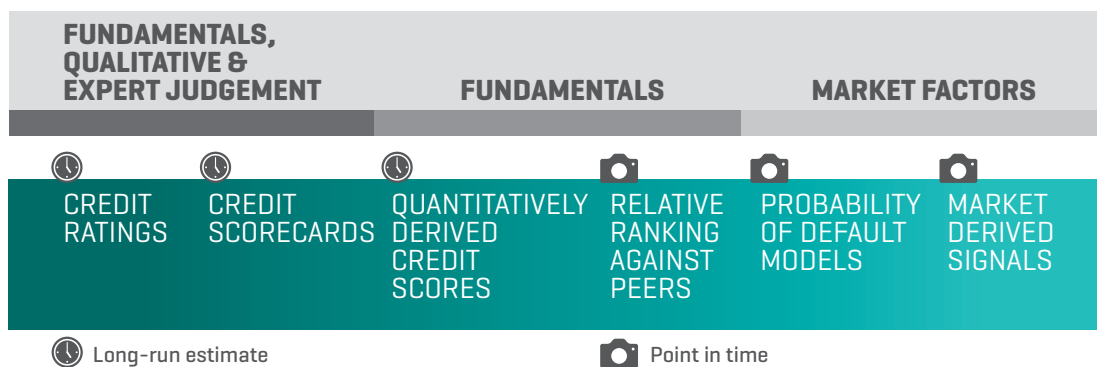 FUNDAMENTALS,
QUALITATIVE &
EXPERT JUDGEMENT
FUNDAMENTALS
MARKET FACTORS
CREDIT
RATINGS
CREDIT
SCORECARDS
QUANTITATIVELY
DERIVED
CREDIT
SCORES
RELATIVE
RANKING
AGAINST
PEERS
PROBABILITY
OF DEFAULT
MODELS
MARKET
DERIVED
SIGNALS
Long-run estimate
Point in time